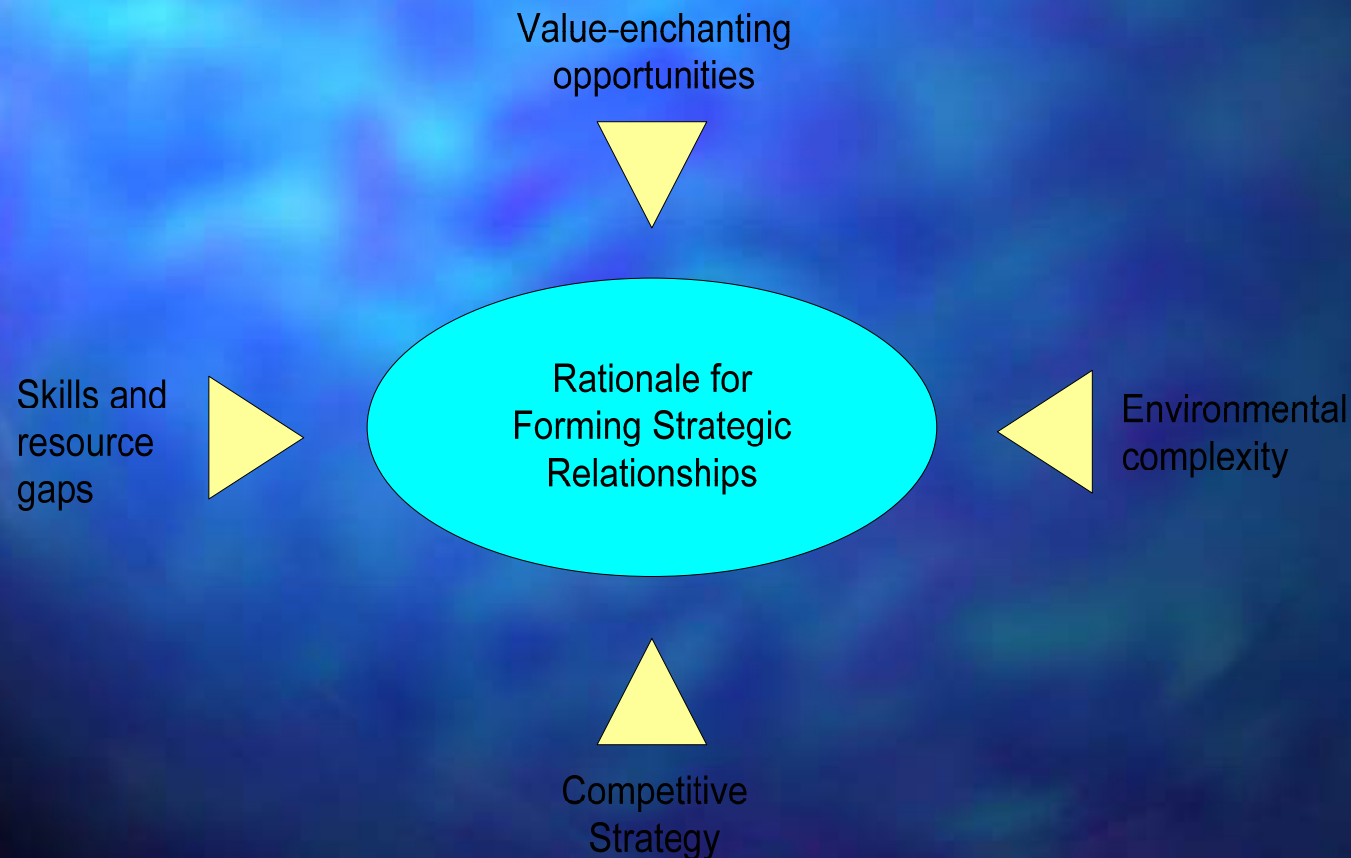 Value-enchanting
opportunities
Skills and
resource
gaps
Rationale for
Forming Strategic
Relationships
Environmental
complexity
Competitive
Strategy